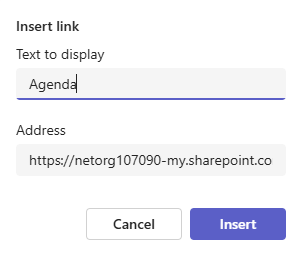 Insert link
Text to display
Agenda
Address
https://netorg107090-my.sharepoint.co
Cancel Insert